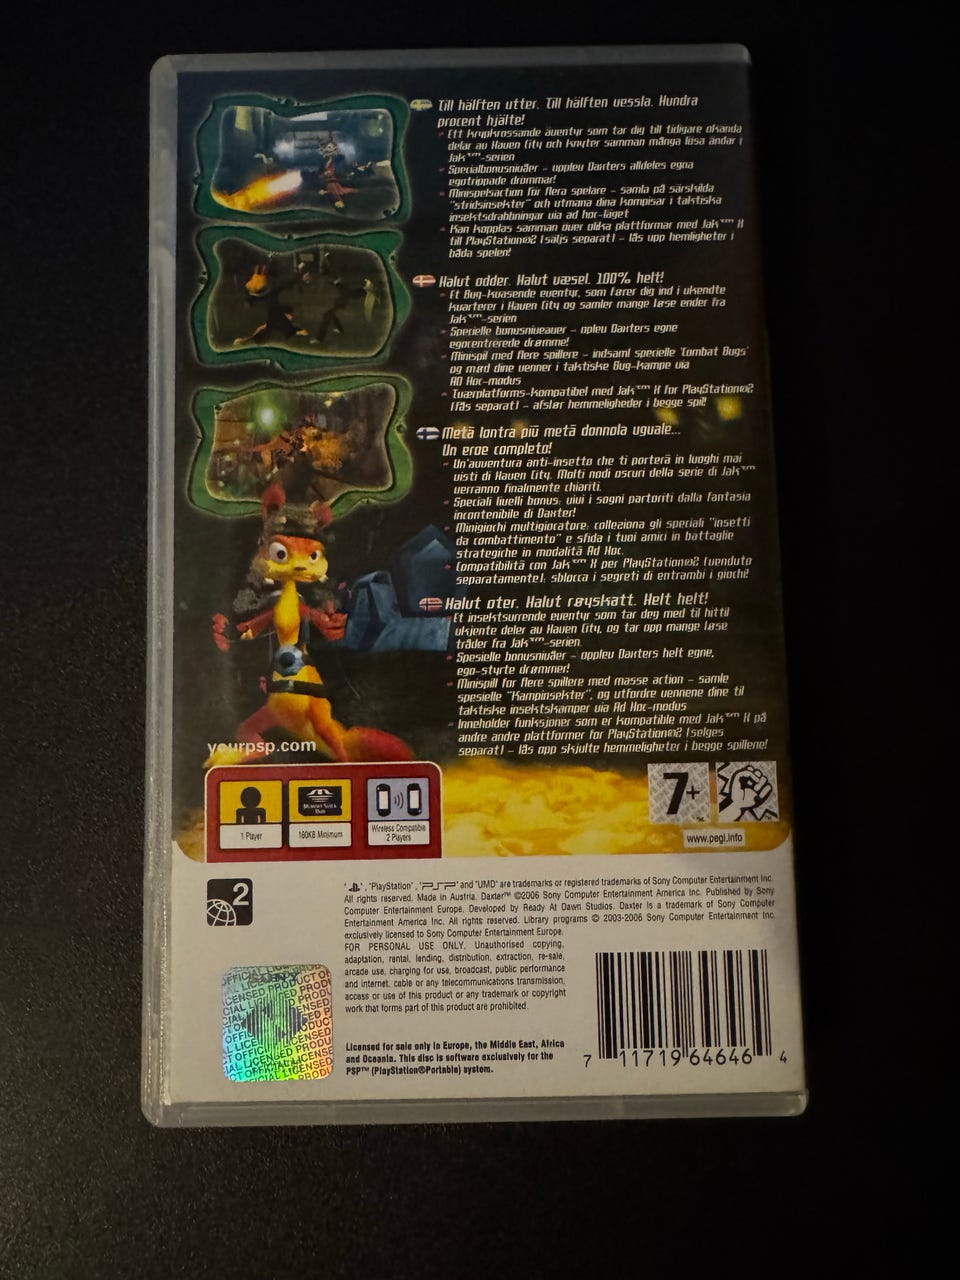 Till hälften utter. Till hälften vessla. Hundra
procent hjälte!
Ett krypkrossande äventyr som tar dig till tidigare okända
delar av Haven City och knyter samman många lösa ändar i
Jak™-serien
Specialbonusnivåer – upplev Daxters alldeles egna
egotrippade drömmar!
Minispelsaction för flera spelare – samla på särskilda
"stridsinsekter" och utmana dina kompisar i taktiska
insektsdrabbningar via ad hoc-läget
Kan kopplas samman över olika plattformar med Jak™ X
till PlayStation®2 (säljs separat) – lås upp hemligheter i
båda spelen!
Halvt odder. Halvt væsel. 100% helt!
Et Bug-kvasende eventyr, som fører dig ind i ukendte
kvarterer i Haven City og samler mange løse ender fra
Jak™-serien
Specielle bonusniveauer – oplev Daxters egne
egocentrerede drømme!
Minispil med flere spillere – indsaml specielle 'Combat Bugs'
og mød dine venner i taktiske Bug-kampe via
AD Hoc-modus
Tværplatforms-kompatibel med Jak™ X for PlayStation®2
(fås separat) – afslør hemmeligheder i begge spil!
Metà lontra più metà donnola uguale...
Un eroe completo!
Un'avventura anti-insetto che ti porterà in luoghi mai
visti di Haven City. Molti nodi oscuri della serie di Jak™
verranno finalmente chiariti.
Speciali livelli bonus: vivi i sogni partoriti dalla fantasia
incontenibile di Daxter!
Minigiochi multigiocatore: colleziona gli speciali "insetti
da combattimento" e sfida i tuoi amici in battaglie
strategiche in modalità Ad Hoc.
Compatibilità con Jak™ X per PlayStation®2 (venduto
separatamente): sblocca i segreti di entrambi i giochi!
Halvt oter. Halvt røyskatt. Helt helt!
Et insektsurrende eventyr som tar deg med til hittil
ukjente deler av Haven City, og tar opp mange løse
tråder fra Jak™-serien.
Spesielle bonusnivåer – opplev Daxters helt egne,
ego-styrte drømmer!
Minispill for flere spillere med masse action – samle
spesielle "Kampinsekter", og utfordre vennene dine til
taktiske insektskamper via Ad Hoc-modus
Inneholder funksjoner som er kompatible med Jak™ X på
andre andre plattformer for PlayStation®2 (selges
separat) – lås opp skjulte hemmeligheter i begge spillene!
yourpsp.com
1 Player
MEMORY STICK
DUO
160KB Minimum
Wireless Compatible
2 Players
7+
www.pegi.info
2
"PS", "PlayStation", "PSP" and "UMD" are trademarks or registered trademarks of Sony Computer Entertainment Inc.
All rights reserved. Made in Austria. Daxter™ ©2006 Sony Computer Entertainment America Inc. Published by Sony
Computer Entertainment Europe. Developed by Ready At Dawn Studios. Daxter is a trademark of Sony Computer
Entertainment America Inc. All rights reserved. Library programs © 2003-2006 Sony Computer Entertainment Inc.
exclusively licensed to Sony Computer Entertainment Europe.
FOR PERSONAL USE ONLY. Unauthorised copying,
adaptation, rental, lending, distribution, extraction, re-sale,
arcade use, charging for use, broadcast, public performance
and internet, cable or any telecommunications transmission,
access or use of this product or any trademark or copyright
work that forms part of this product are prohibited.
Licensed for sale only in Europe, the Middle East, Africa
and Oceania. This disc is software exclusively for the
PSP™ (PlayStation®Portable) system.
7 11719 64646 4